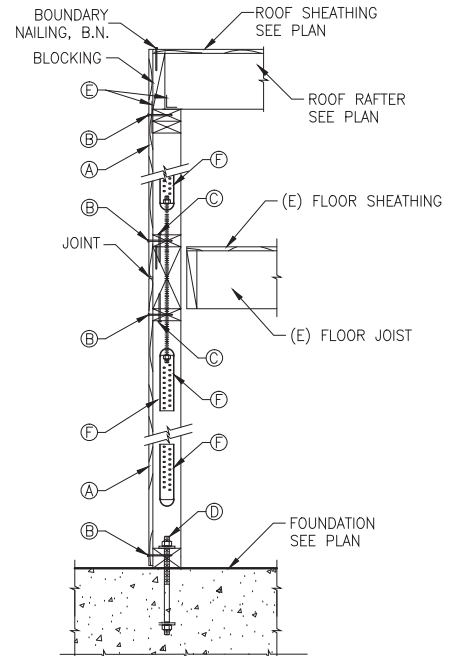 BOUNDARY
NAILING, B.N.
ROOF SHEATHING
SEE PLAN
BLOCKING
E
ROOF RAFTER
SEE PLAN
B
A
F
C
(E) FLOOR SHEATHING
B
JOINT
B
(E) FLOOR JOIST
C
F
F
F
A
D
FOUNDATION
SEE PLAN
B